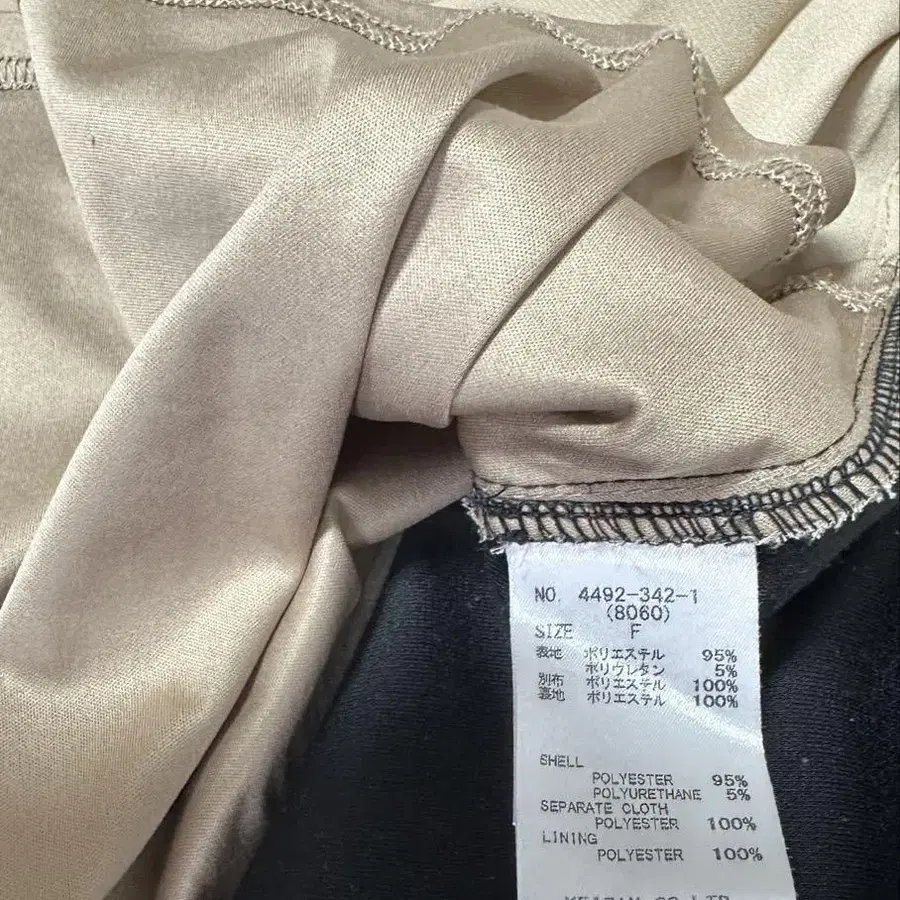 NO. 4492-342-1
(8060)
SIZE F
表地 ポリエステル 95%
ポリウレタン 5%
別布 ポリエステル 100%
裏地 ポリエステル 100%
SHELL
POLYESTER 95%
POLYURETHANE 5%
SEPARATE CLOTH
POLYESTER 100%
LINING
POLYESTER 100%
CO LTD